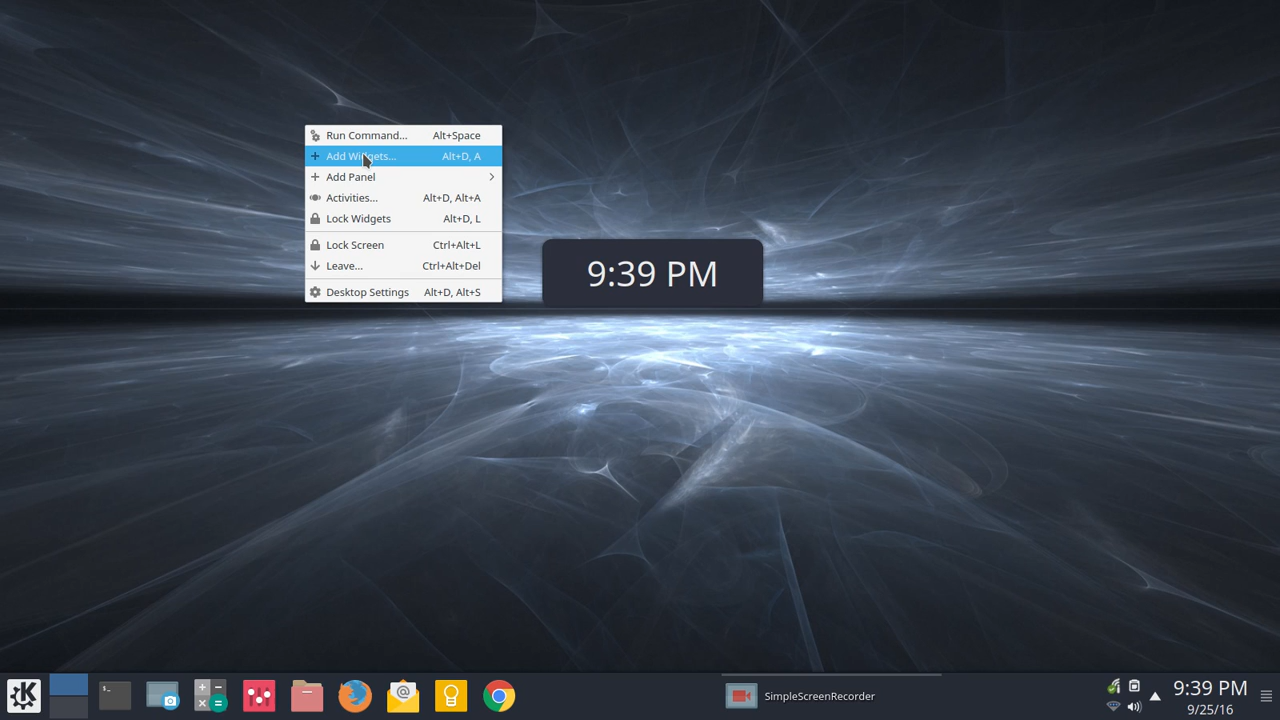 Run Command... Alt+Space
Add Widgets... Alt+D, A
Add Panel
Activities... Alt+D, Alt+A
Lock Widgets Alt+D, L
Lock Screen Ctrl+Alt+L
Leave... Ctrl+Alt+Del
Desktop Settings Alt+D, Alt+S
9:39 PM
SimpleScreenRecorder
9:39 PM
9/25/16